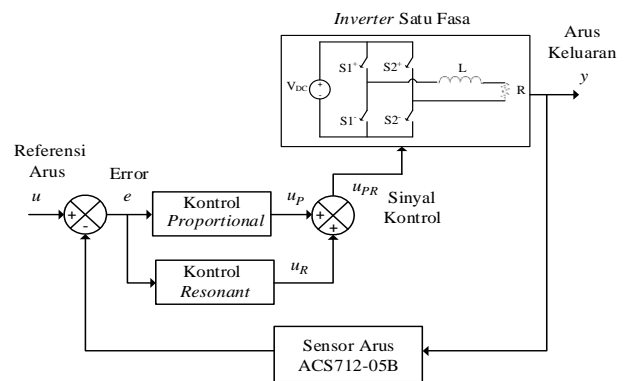 Inverter Satu Fasa
Arus
Keluaran
y
S1+
S2+
L
VDC
+
-
R
S1-
S2-
Referensi
Arus
u
Error
e
+
-
Kontrol
Proportional
uP
+
+
uPR
Sinyal
Kontrol
Kontrol
Resonant
uR
Sensor Arus
ACS712-05B